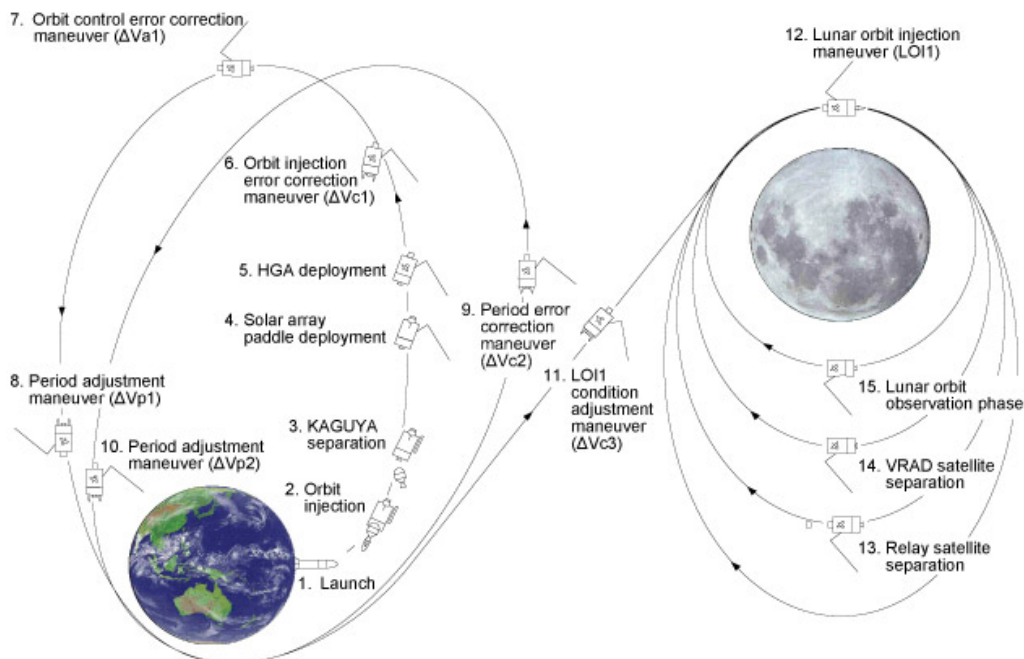 7. Orbit control error correction
maneuver (ΔVa1)
12. Lunar orbit injection
maneuver (LOI1)
6. Orbit injection
error correction
maneuver (ΔVc1)
5. HGA deployment
4. Solar array
paddle deployment
9. Period error
correction
maneuver
(ΔVc2)
8. Period adjustment
maneuver (ΔVp1)
11. LOI1
condition
adjustment
maneuver
(ΔVc3)
15. Lunar orbit
observation phase
3. KAGUYA
separation
10. Period adjustment
maneuver (ΔVp2)
14. VRAD satellite
separation
2. Orbit
injection
13. Relay satellite
separation
1. Launch